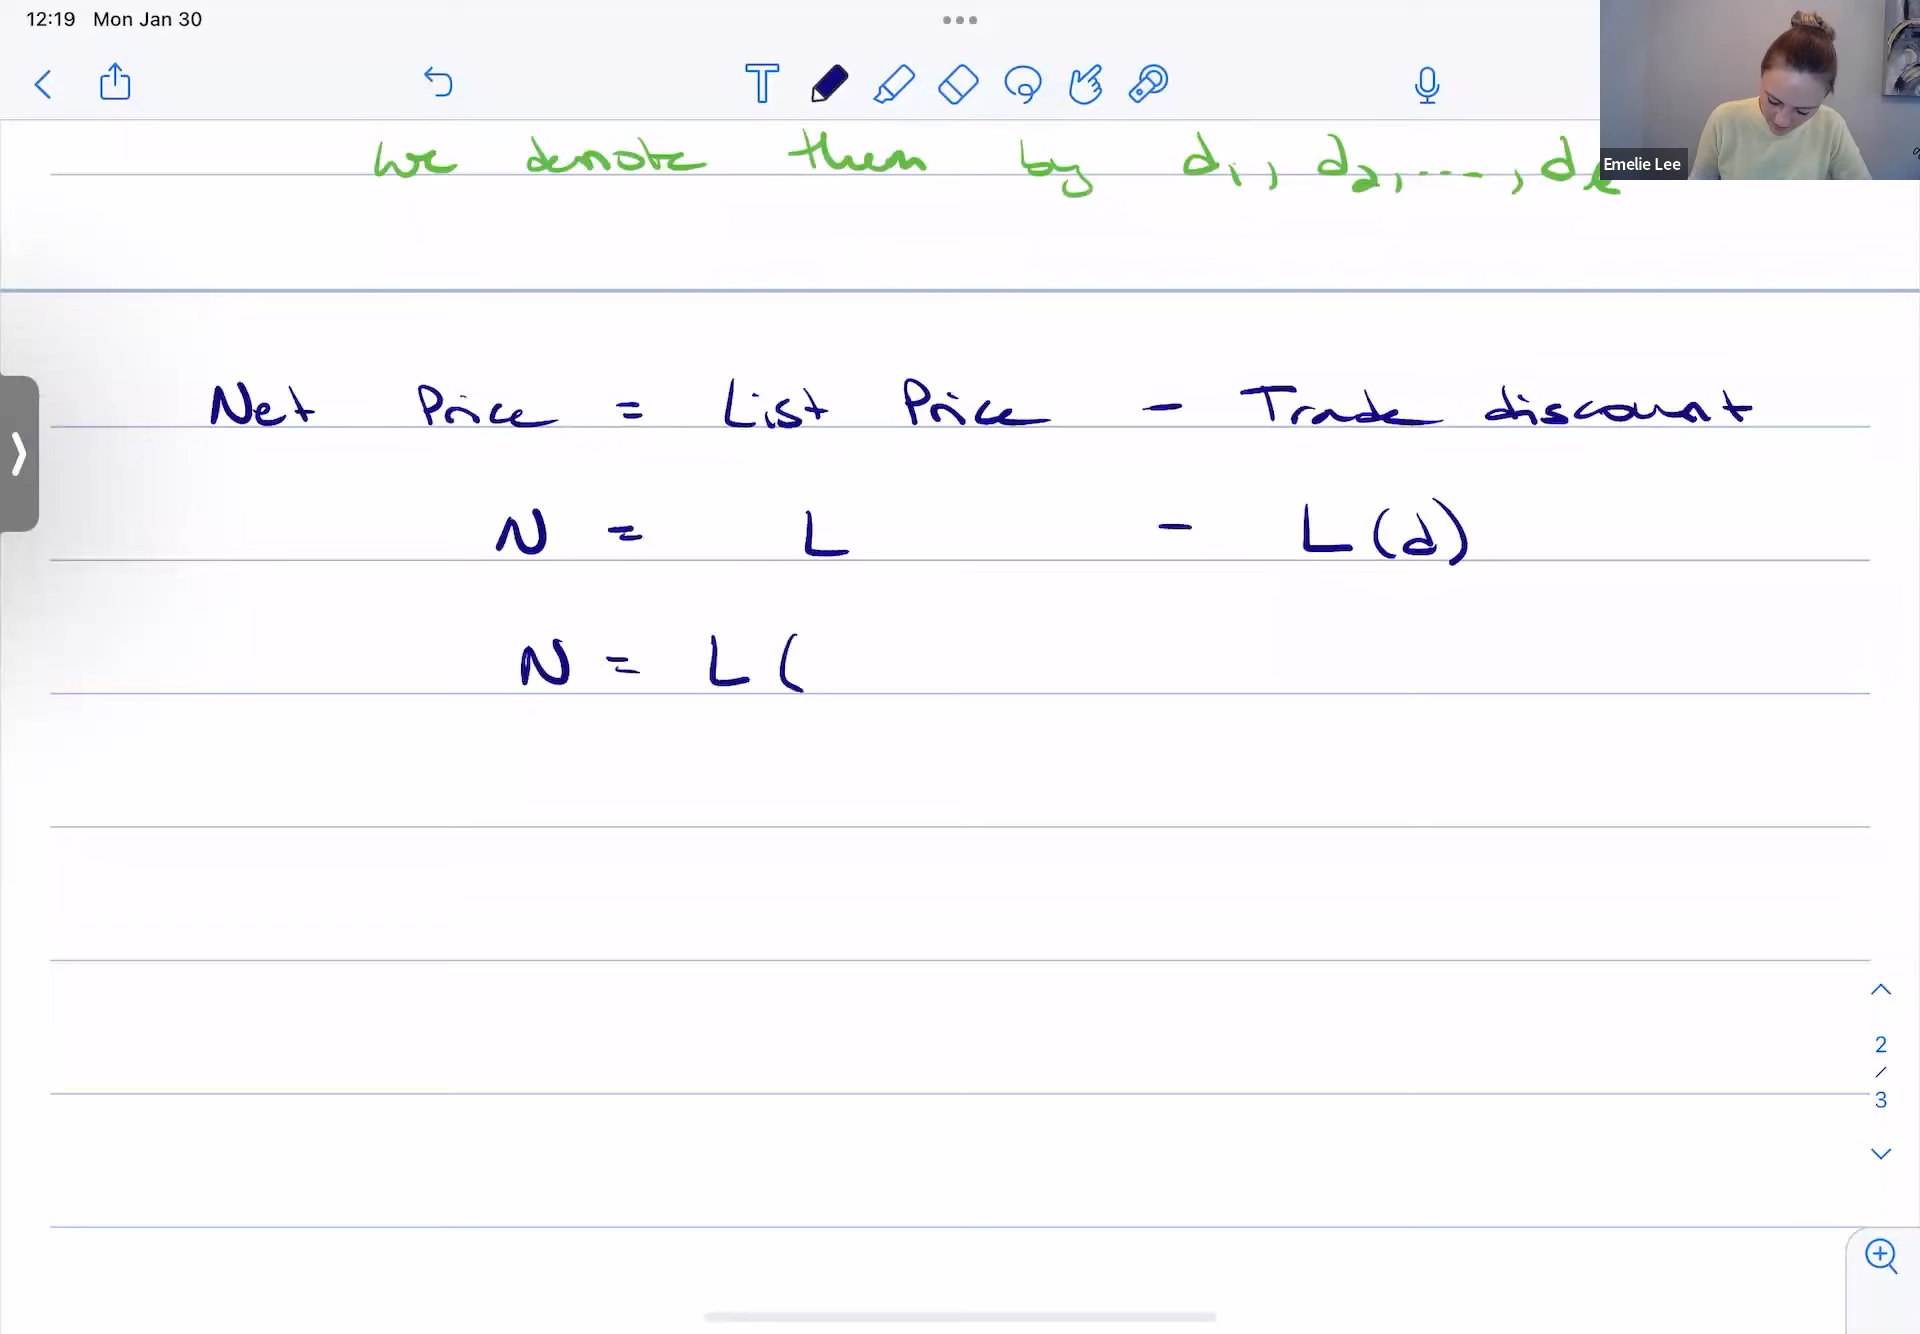 12:19 Mon Jan 30
Emelie Lee
we denote them by d₁, d₂, ..., dₖ
Net Price = List Price - Trade discount
N = L - L(d)
N = L (
2
/
3